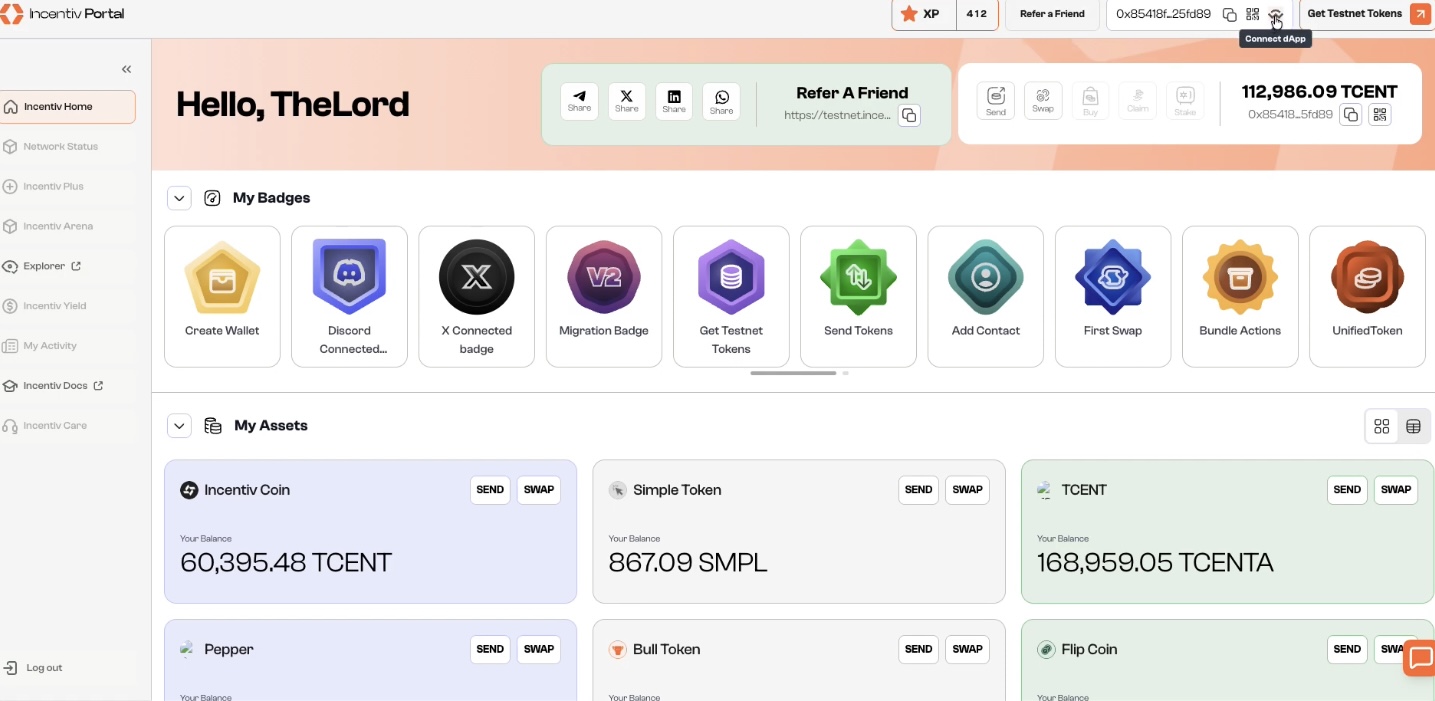 Incentiv Portal
XP 412
Refer a Friend
0x85418f...25fd89
Get Testnet Tokens
Connect dApp
Incentiv Home
Network Status
Incentiv Plus
Incentiv Arena
Explorer
Incentiv Yield
My Activity
Incentiv Docs
Incentiv Care
Log out
Hello, TheLord
Share Share Share Share
Refer A Friend
https://testnet.ince...
Send Swap Buy Claim Stake
112,986.09 TCENT
0x85418...5fd89
My Badges
Create Wallet
Discord
Connected...
X
X Connected
badge
V2
Migration Badge
Get Testnet
Tokens
Send Tokens
Add Contact
First Swap
Bundle Actions
UnifiedToken
My Assets
Incentiv Coin SEND SWAP
Your Balance
60,395.48 TCENT
Simple Token SEND SWAP
Your Balance
867.09 SMPL
TCENT SEND SWAP
Your Balance
168,959.05 TCENTA
Pepper SEND SWAP
Your Balance
Bull Token SEND SWAP
Your Balance
Flip Coin SEND
Your Balance